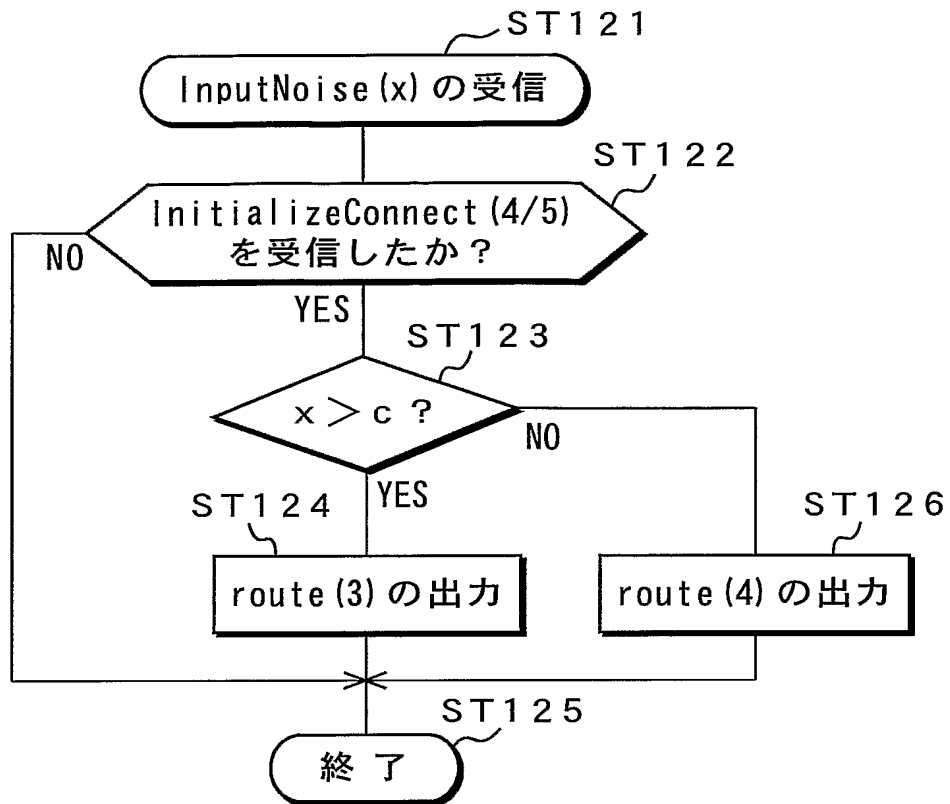 ST121
InputNoise(x)の受信
ST122
InitializeConnect(4/5)
を受信したか?
NO
YES
ST123
x>c?
NO
YES
ST124
ST126
route(3)の出力
route(4)の出力
ST125
終了